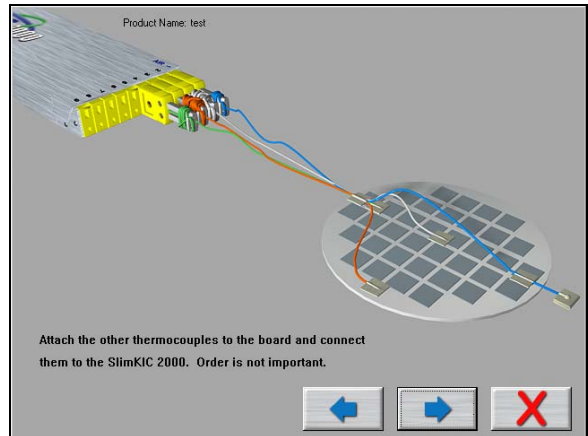 Product Name: test
Attach the other thermocouples to the board and connect
them to the SlimKIC 2000. Order is not important.